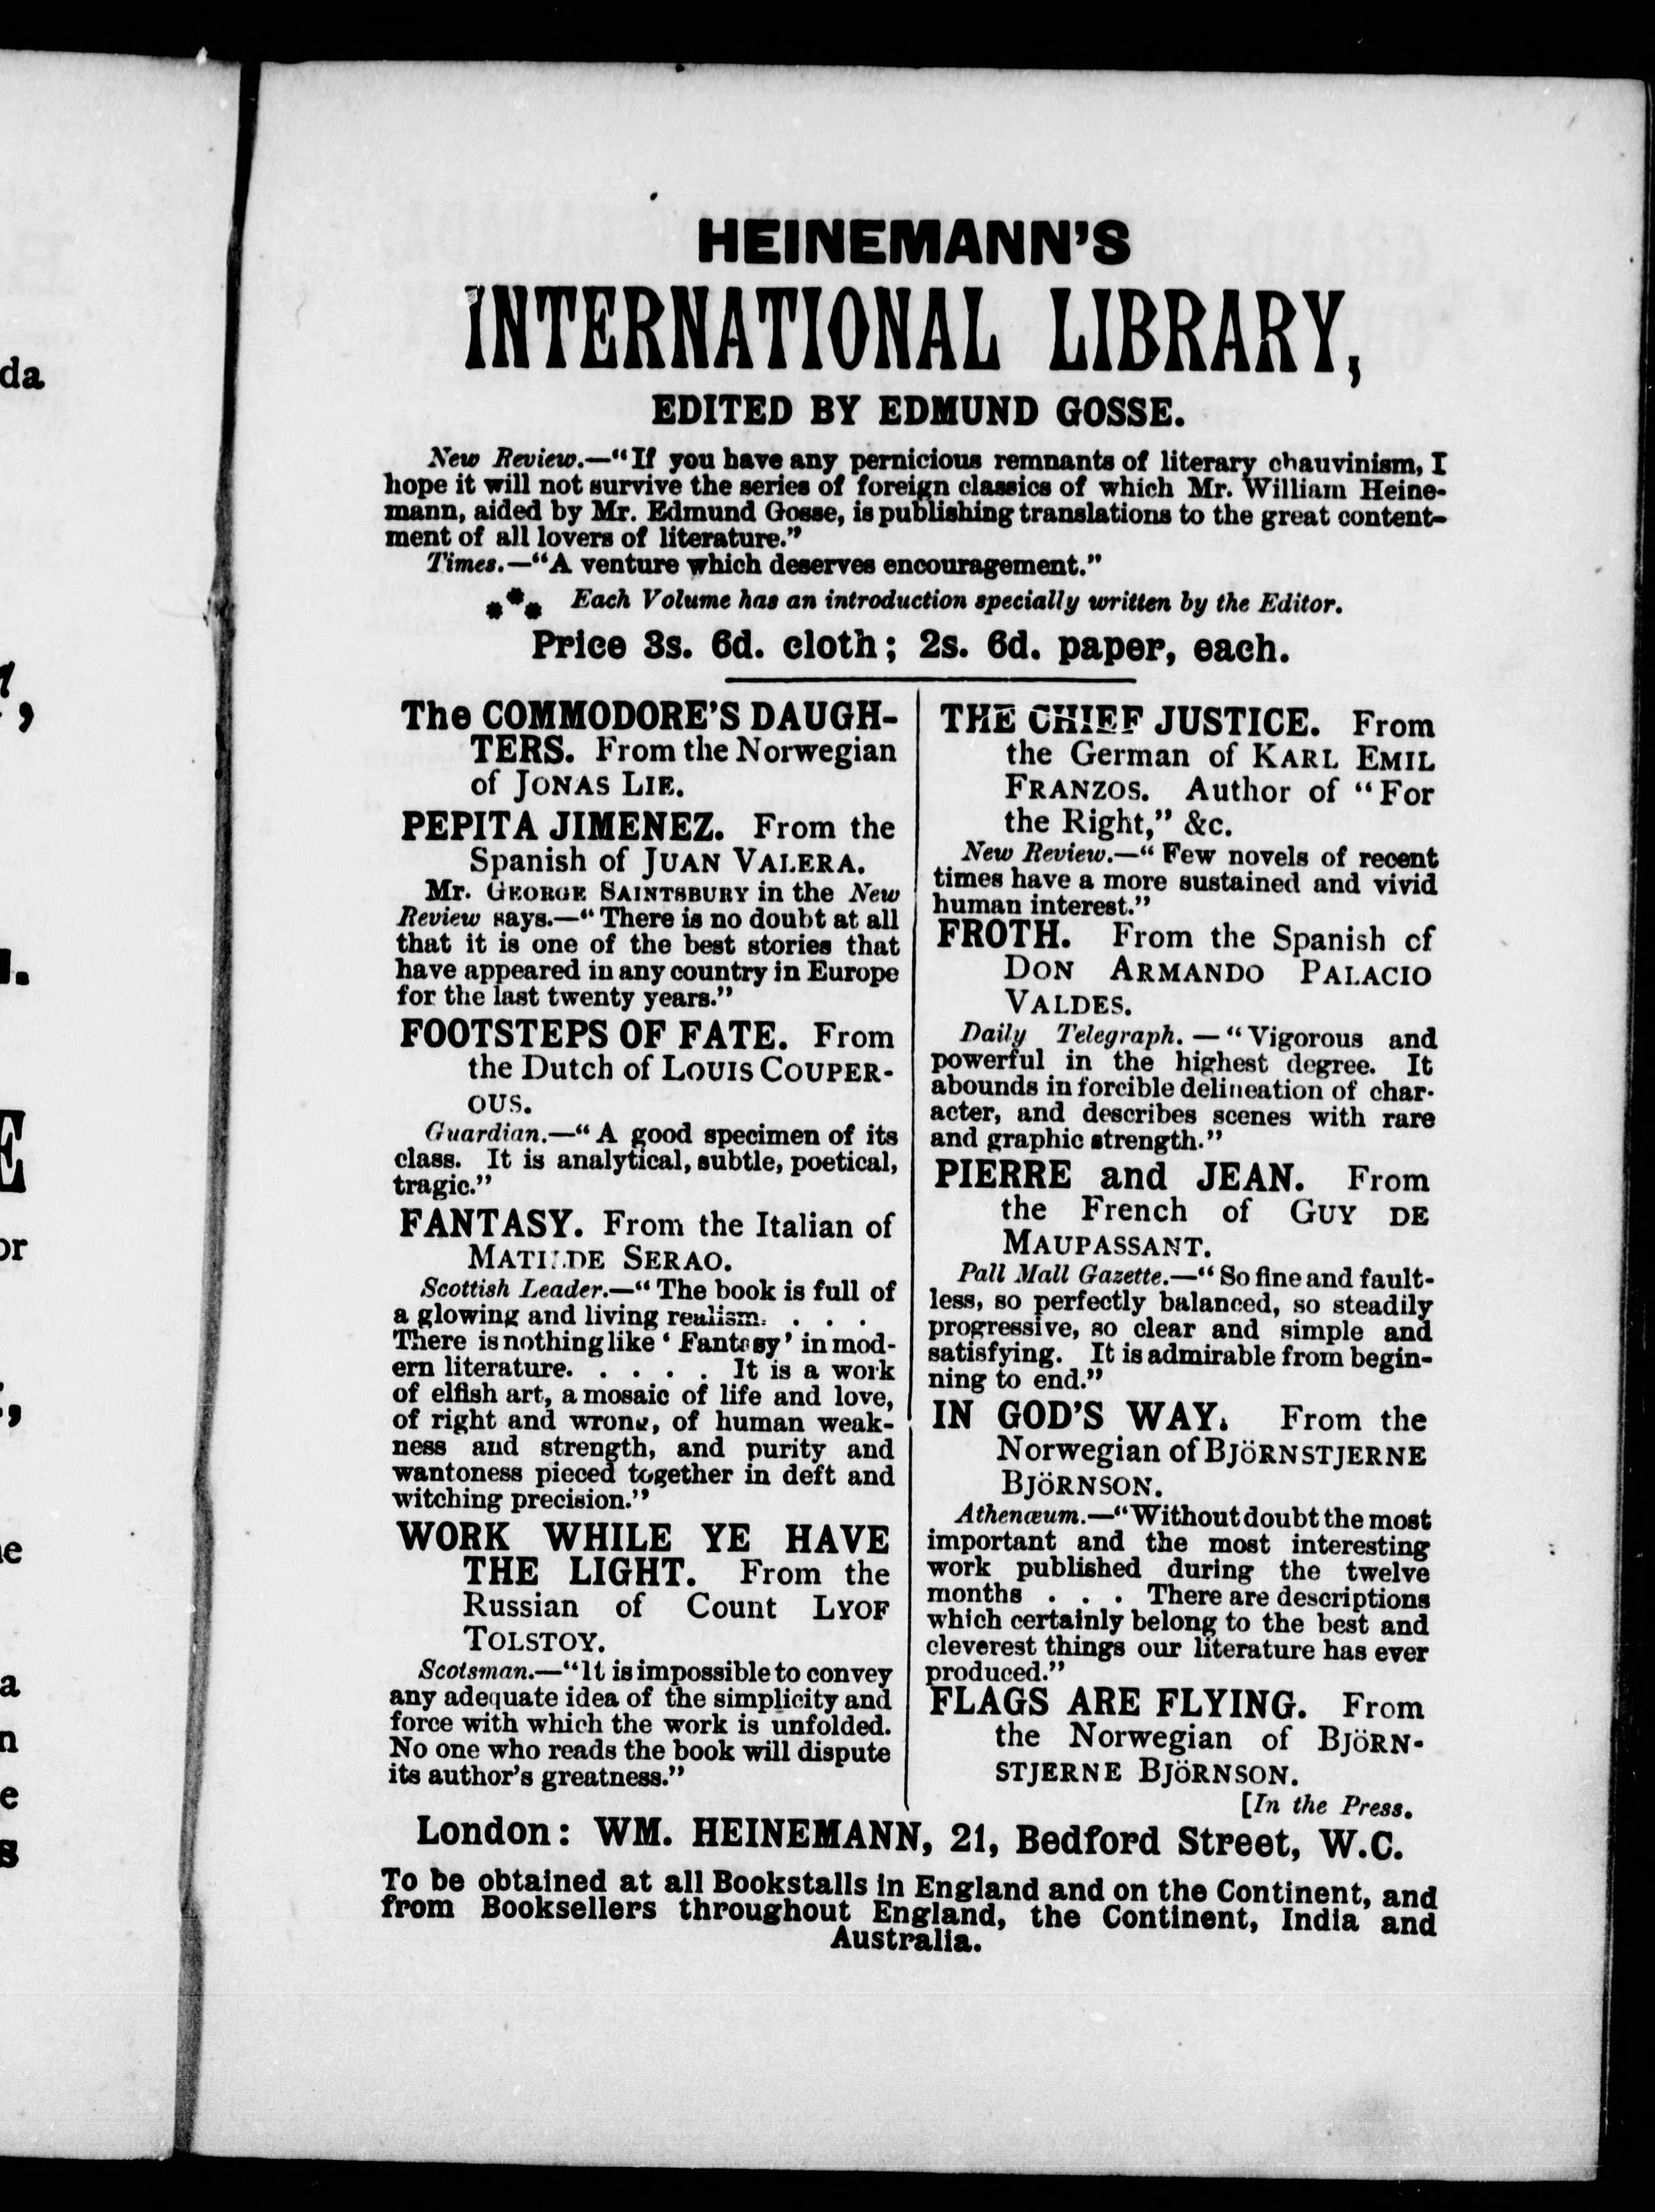 da
E
or
a
n
e
s
HEINEMANN'S
INTERNATIONAL LIBRARY,
EDITED BY EDMUND GOSSE.
New Review.—"If you have any pernicious remnants of literary chauvinism, I
hope it will not survive the series of foreign classics of which Mr. William Heine-
mann, aided by Mr. Edmund Gosse, is publishing translations to the great content-
ment of all lovers of literature."
Times.—"A venture which deserves encouragement."
*** Each Volume has an introduction specially written by the Editor.
Price 3s. 6d. cloth; 2s. 6d. paper, each.
The COMMODORE'S DAUGH-
TERS. From the Norwegian
of JONAS LIE.
PEPITA JIMENEZ. From the
Spanish of JUAN VALERA.
Mr. GEORGE SAINTSBURY in the New
Review says.—"There is no doubt at all
that it is one of the best stories that
have appeared in any country in Europe
for the last twenty years."
FOOTSTEPS OF FATE. From
the Dutch of LOUIS COUPER-
OUS.
Guardian.—"A good specimen of its
class. It is analytical, subtle, poetical,
tragic."
FANTASY. From the Italian of
MATILDE SERAO.
Scottish Leader.—"The book is full of
a glowing and living realism. . . .
There is nothing like 'Fantasy' in mod-
ern literature. . . . . It is a work
of elfish art, a mosaic of life and love,
of right and wrong, of human weak-
ness and strength, and purity and
wantoness pieced together in deft and
witching precision."
WORK WHILE YE HAVE
THE LIGHT. From the
Russian of Count LYOF
TOLSTOY.
Scotsman.—"It is impossible to convey
any adequate idea of the simplicity and
force with which the work is unfolded.
No one who reads the book will dispute
its author's greatness."
THE CHIEF JUSTICE. From
the German of KARL EMIL
FRANZOS. Author of "For
the Right," &c.
New Review.—"Few novels of recent
times have a more sustained and vivid
human interest."
FROTH. From the Spanish of
DON ARMANDO PALACIO
VALDES.
Daily Telegraph.—"Vigorous and
powerful in the highest degree. It
abounds in forcible delineation of char-
acter, and describes scenes with rare
and graphic strength."
PIERRE and JEAN. From
the French of GUY DE
MAUPASSANT.
Pall Mall Gazette.—"So fine and fault-
less, so perfectly balanced, so steadily
progressive, so clear and simple and
satisfying. It is admirable from begin-
ning to end."
IN GOD'S WAY. From the
Norwegian of BJÖRNSTJERNE
BJÖRNSON.
Athenæum.—"Without doubt the most
important and the most interesting
work published during the twelve
months . . . There are descriptions
which certainly belong to the best and
cleverest things our literature has ever
produced."
FLAGS ARE FLYING. From
the Norwegian of BJÖRN-
STJERNE BJÖRNSON.
[In the Press.
London: WM. HEINEMANN, 21, Bedford Street, W.C.
To be obtained at all Bookstalls in England and on the Continent, and
from Booksellers throughout England, the Continent, India and
Australia.